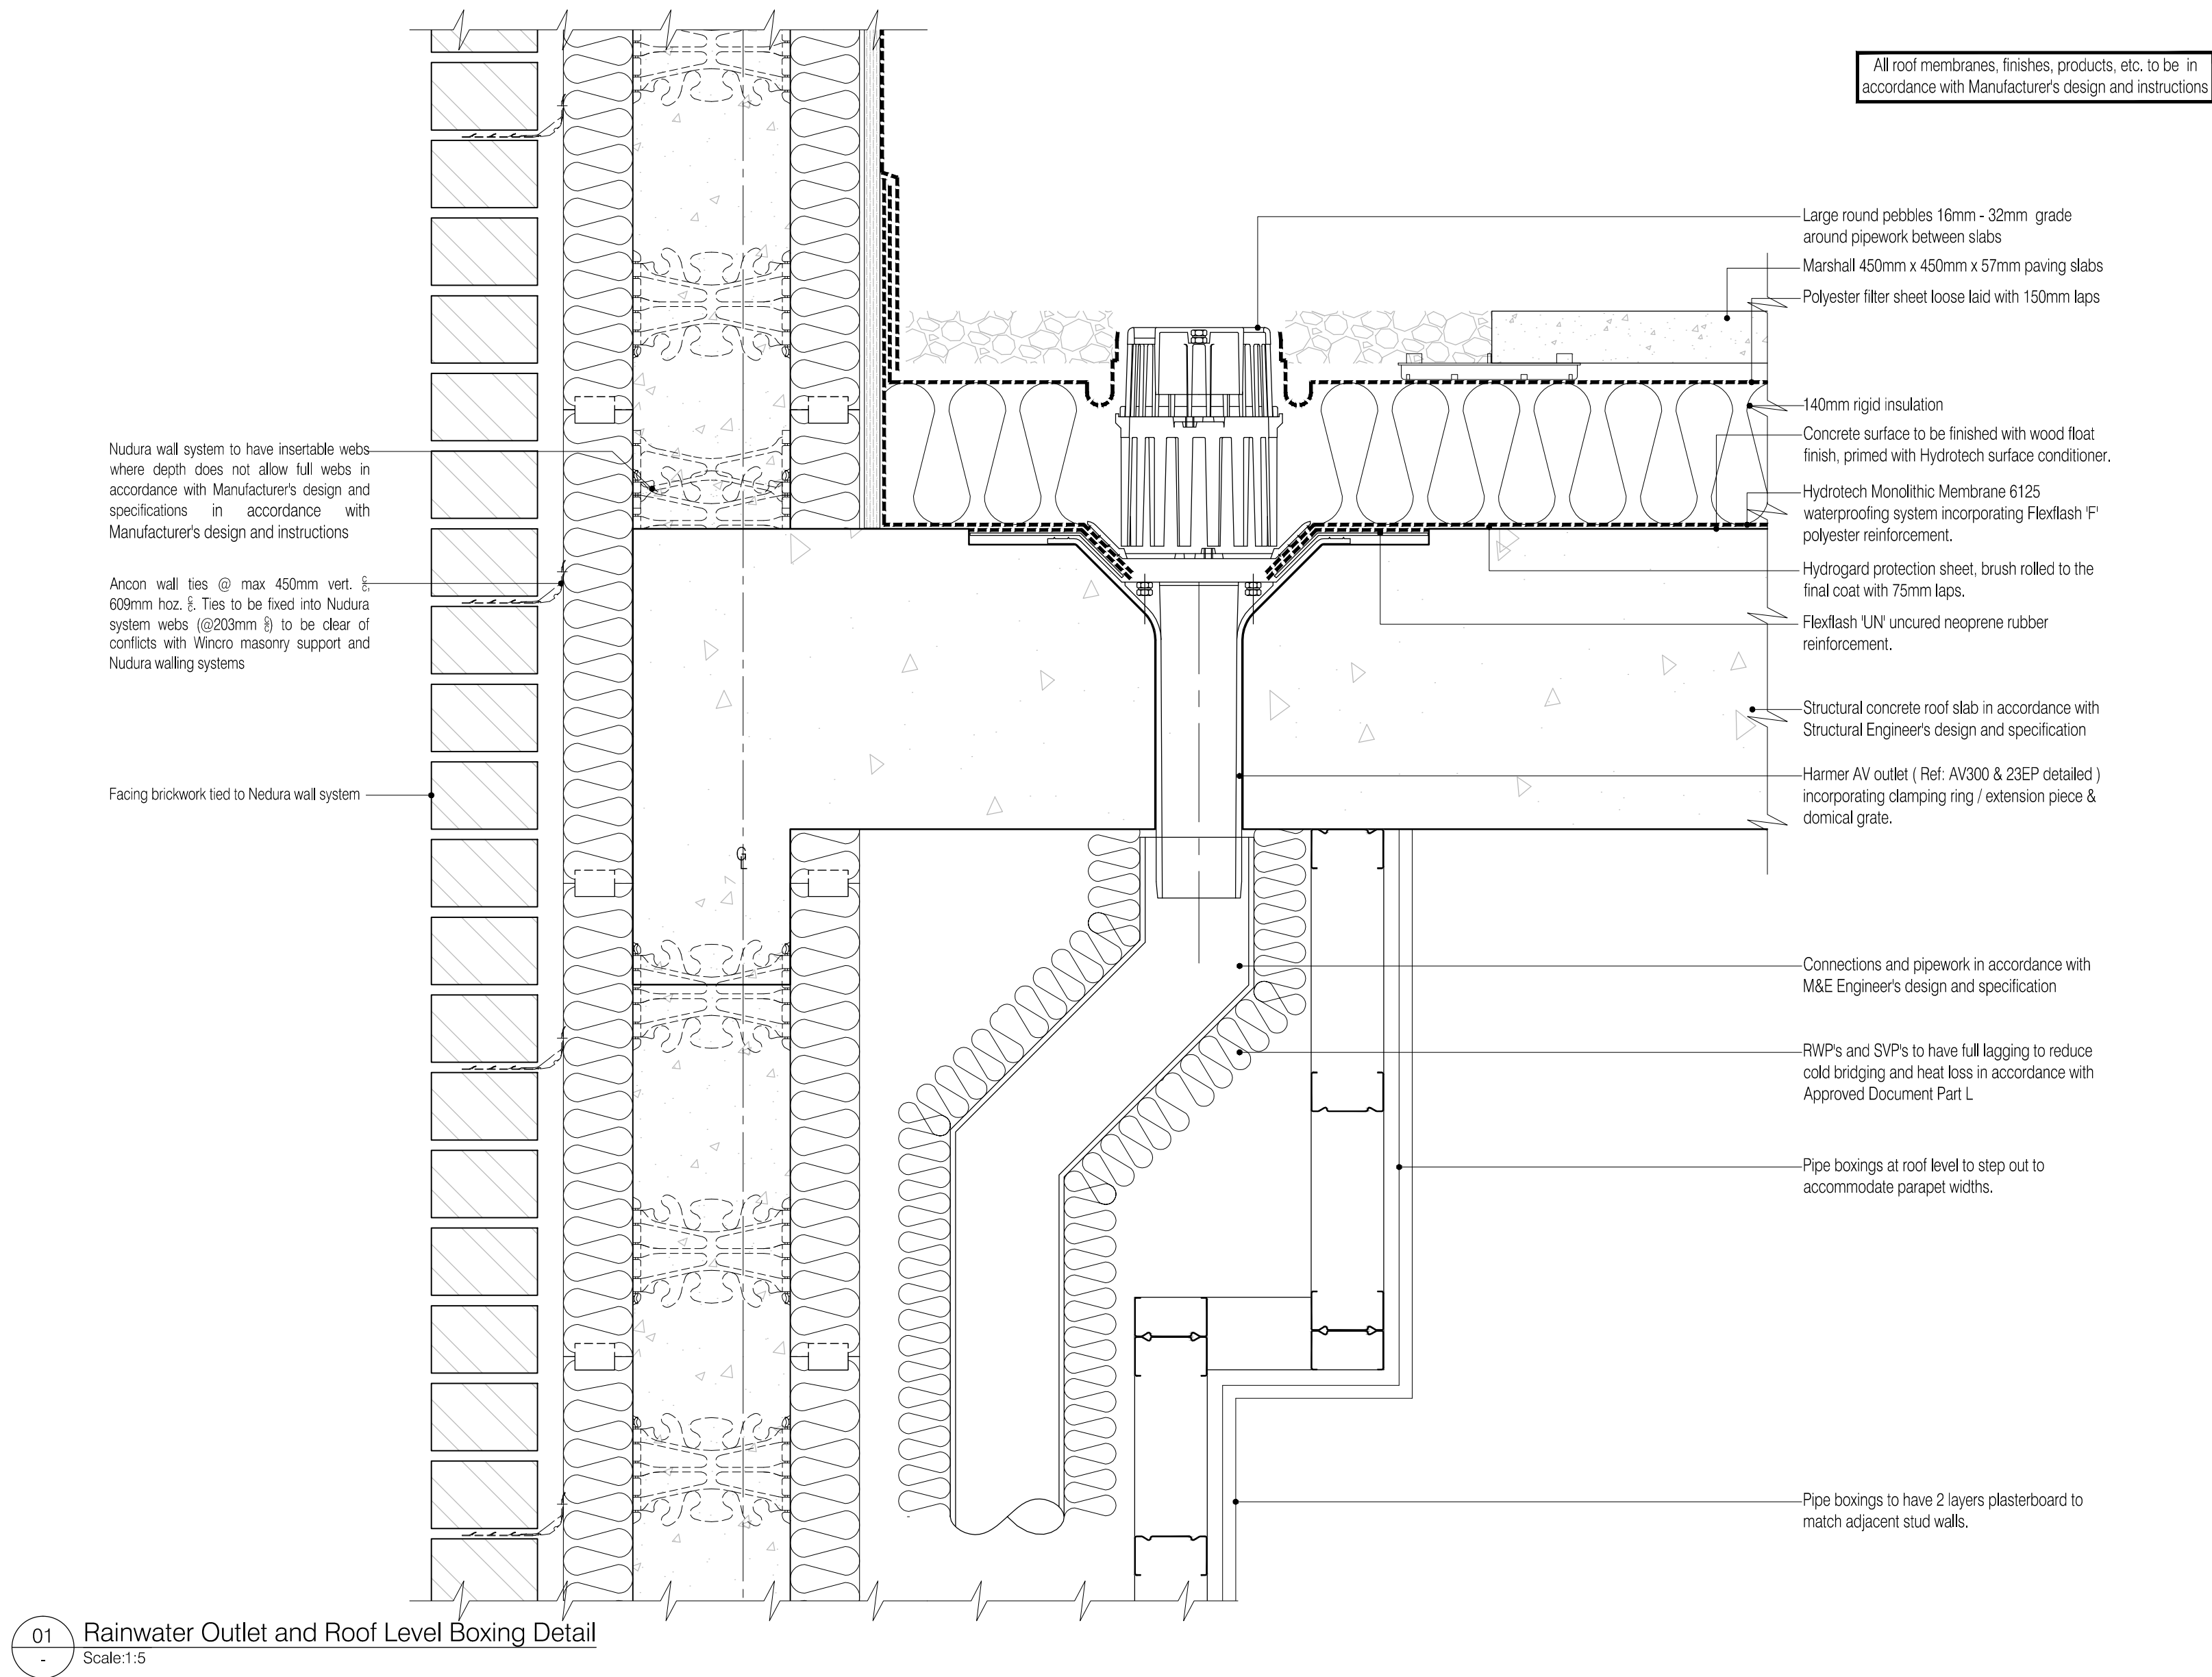 All roof membranes, finishes, products, etc. to be in
accordance with Manufacturer's design and instructions
Large round pebbles 16mm - 32mm grade
around pipework between slabs
Marshall 450mm x 450mm x 57mm paving slabs
Polyester filter sheet loose laid with 150mm laps
140mm rigid insulation
Concrete surface to be finished with wood float
finish, primed with Hydrotech surface conditioner.
Hydrotech Monolithic Membrane 6125
waterproofing system incorporating Flexflash 'F'
polyester reinforcement.
Hydrogard protection sheet, brush rolled to the
final coat with 75mm laps.
Flexflash 'UN' uncured neoprene rubber
reinforcement.
Structural concrete roof slab in accordance with
Structural Engineer's design and specification
Harmer AV outlet ( Ref: AV300 & 23EP detailed )
incorporating clamping ring / extension piece &
domical grate.
Connections and pipework in accordance with
M&E Engineer's design and specification
RWP's and SVP's to have full lagging to reduce
cold bridging and heat loss in accordance with
Approved Document Part L
Pipe boxings at roof level to step out to
accommodate parapet widths.
Pipe boxings to have 2 layers plasterboard to
match adjacent stud walls.
Nudura wall system to have insertable webs
where depth does not allow full webs in
accordance with Manufacturer's design and
specifications in accordance with
Manufacturer's design and instructions
Ancon wall ties @ max 450mm vert. c/c,
609mm hoz. c/c. Ties to be fixed into Nudura
system webs (@203mm c/c) to be clear of
conflicts with Wincro masonry support and
Nudura walling systems
Facing brickwork tied to Nedura wall system
GL
01
-
Rainwater Outlet and Roof Level Boxing Detail
Scale:1:5